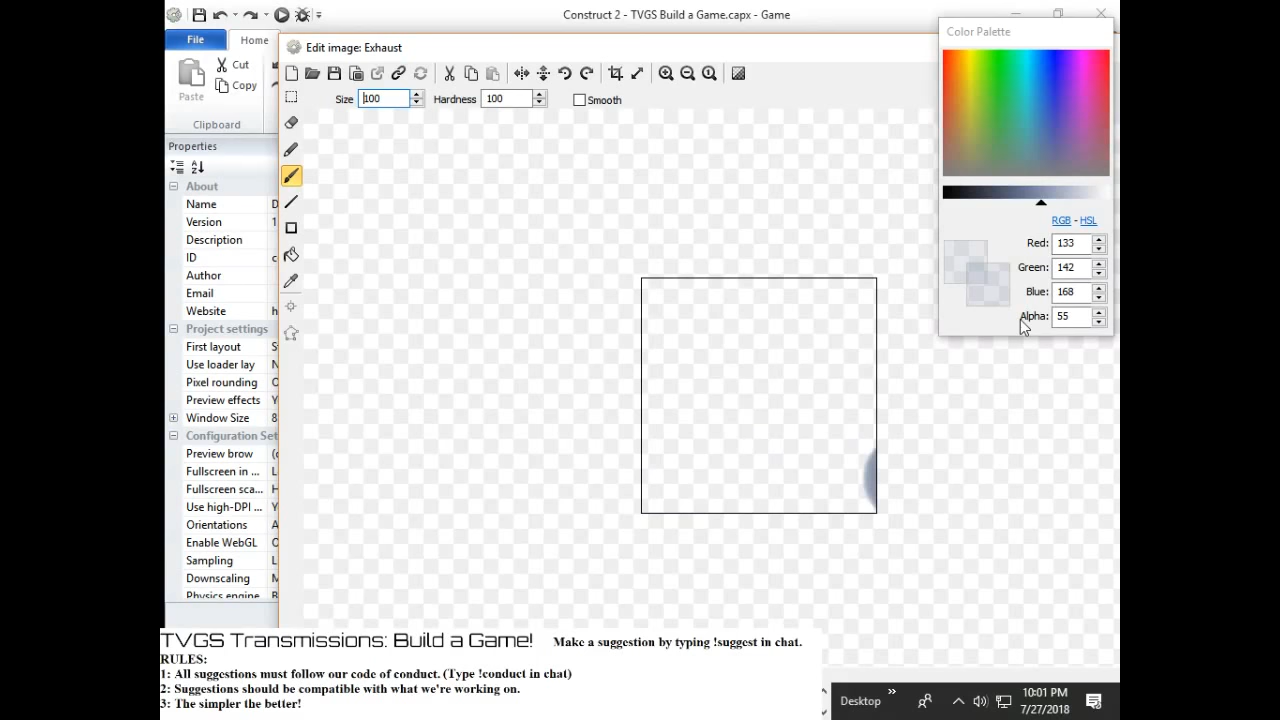 Construct 2 - TVGS Build a Game.capx - Game
File
Home
Cut
Paste
Copy
Clipboard
Properties
About
Name
D
Version
1
Description
ID
c
Author
Email
Website
h
Project settings
First layout
S
Use loader lay
N
Pixel rounding
O
Preview effects
Y
Window Size
8
Configuration Set
Preview brow
(c
Fullscreen in ...
L
Fullscreen sca...
H
Use high-DPI ...
Y
Orientations
A
Enable WebGL
O
Sampling
L
Downscaling
M
Physics engine
B
Edit image: Exhaust
Size
100
Hardness
100
Smooth
Color Palette
RGB - HSL
Red:
133
Green:
142
Blue:
168
Alpha:
55
TVGS Transmissions: Build a Game!
Make a suggestion by typing !suggest in chat.
RULES:
1: All suggestions must follow our code of conduct. (Type !conduct in chat)
2: Suggestions should be compatible with what we're working on.
3: The simpler the better!
Desktop
10:01 PM
7/27/2018